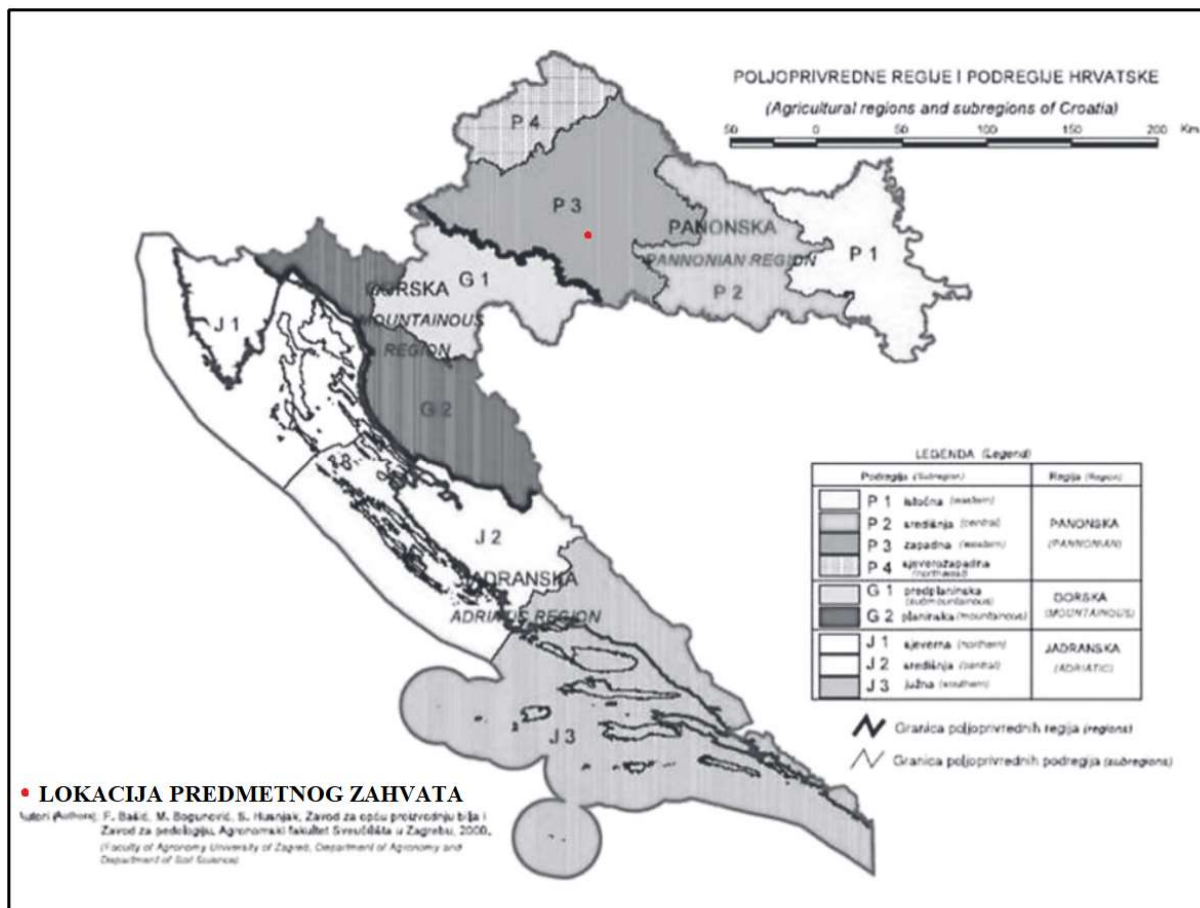 POLJOPRIVREDNE REGIJE I PODREGIJE HRVATSKE
(Agricultural regions and subregions of Croatia)
50 0 50 100 150 200 Km
P 4
P 3
PANONSKA
PANNONIAN REGION
P 1
P 2
G 1
GORSKA
MOUNTAINOUS
REGION
J 1
G 2
J 2
JADRANSKA
REGION
J 3
LEGENDA (Legend)
Podregija (Subregion) Regija (Region)
P 1 istočna (eastern)
P 2 središnja (central)
P 3 zapadna (western)
P 4 sjeverozapadna
PANONSKA
(PANNONIAN)
G 1 predplaninska
(submountainous)
G 2 planinska (mountainous)
GORSKA
(MOUNTAINOUS)
J 1 sjeverna (northern)
J 2 središnja (central)
J 3 južna (southern)
JADRANSKA
(ADRIATIC)
Granica poljoprivrednih regija (regions)
Granica poljoprivrednih podregija (subregions)
LOKACIJA PREDMETNOG ZAHVATA
(Authors): F. Bašić, M. Bogunović, S. Husnjak, Zavod za opću proizvodnju bilja i
Zavod za pedologiju, Agronomski fakultet Sveučilišta u Zagrebu, 2000.
(Faculty of Agronomy University of Zagreb, Department of Agronomy and
Department of Soil Science)